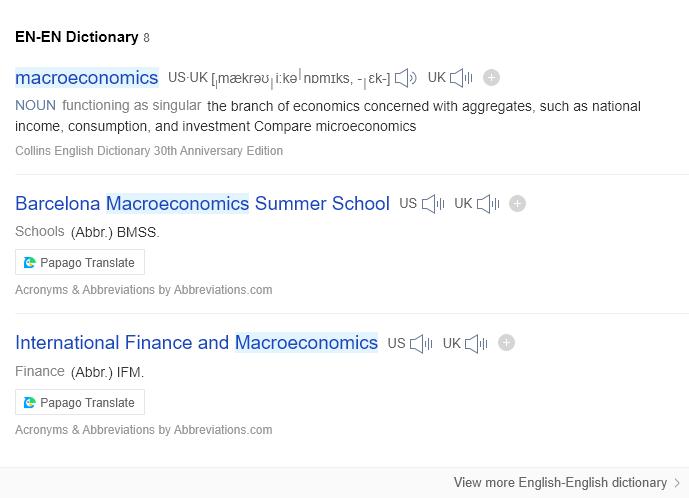 EN-EN Dictionary 8
macroeconomics US·UK [ˌmækrəʊˌiːkəˈnɒmɪks, -ˌɛk-] UK
NOUN functioning as singular the branch of economics concerned with aggregates, such as national
income, consumption, and investment Compare microeconomics
Collins English Dictionary 30th Anniversary Edition
Barcelona Macroeconomics Summer School US UK
Schools (Abbr.) BMSS.
Papago Translate
Acronyms & Abbreviations by Abbreviations.com
International Finance and Macroeconomics US UK
Finance (Abbr.) IFM.
Papago Translate
Acronyms & Abbreviations by Abbreviations.com
View more English-English dictionary